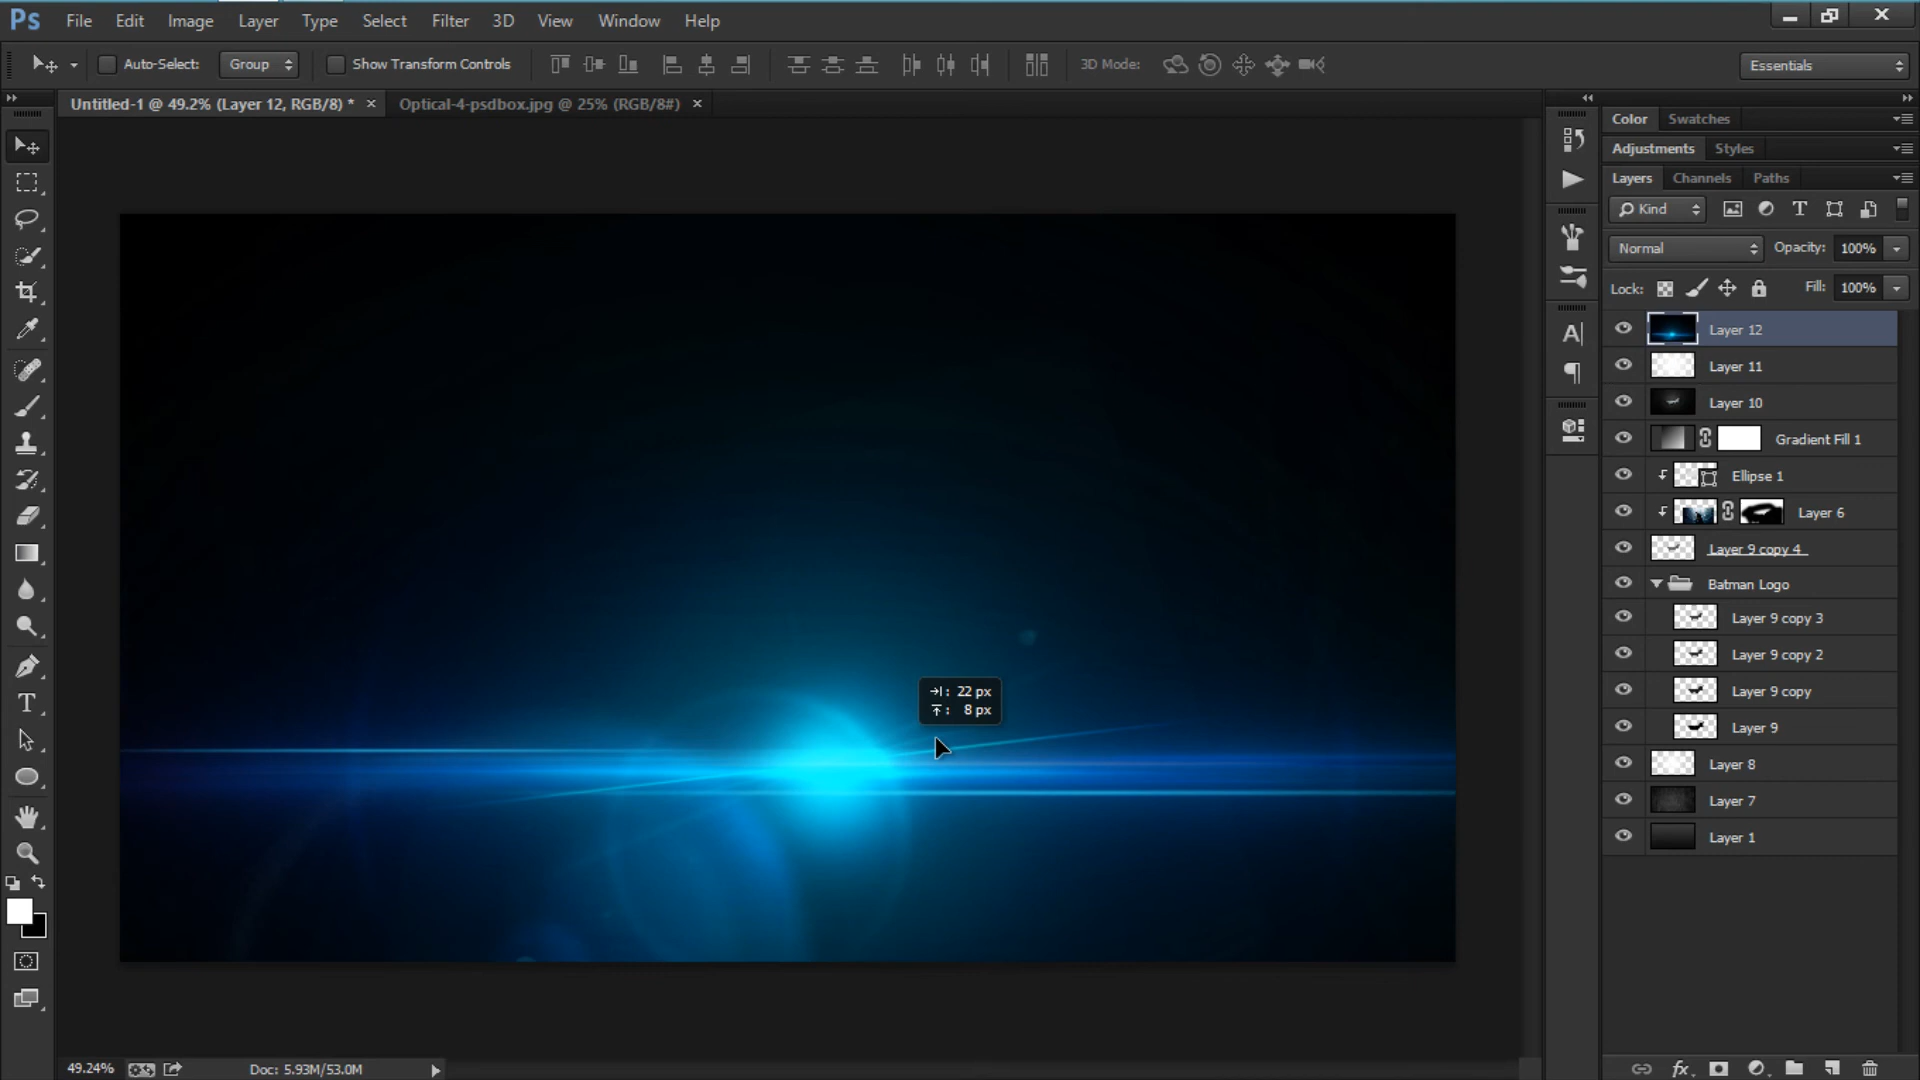 Ps File Edit Image Layer Type Select Filter 3D View Window Help
Auto-Select: Group Show Transform Controls 3D Mode: Essentials
Untitled-1 @ 49.2% (Layer 12, RGB/8) * × Optical-4-psdbox.jpg @ 25% (RGB/8#) ×
Color Swatches
Adjustments Styles
Layers Channels Paths
Kind
Normal Opacity: 100%
Lock: Fill: 100%
Layer 12
Layer 11
Layer 10
Gradient Fill 1
Ellipse 1
Layer 6
Layer 9 copy 4
Batman Logo
Layer 9 copy 3
Layer 9 copy 2
Layer 9 copy
Layer 9
Layer 8
Layer 7
Layer 1
: 22 px
: 8 px
49.24% Doc: 5.93M/53.0M